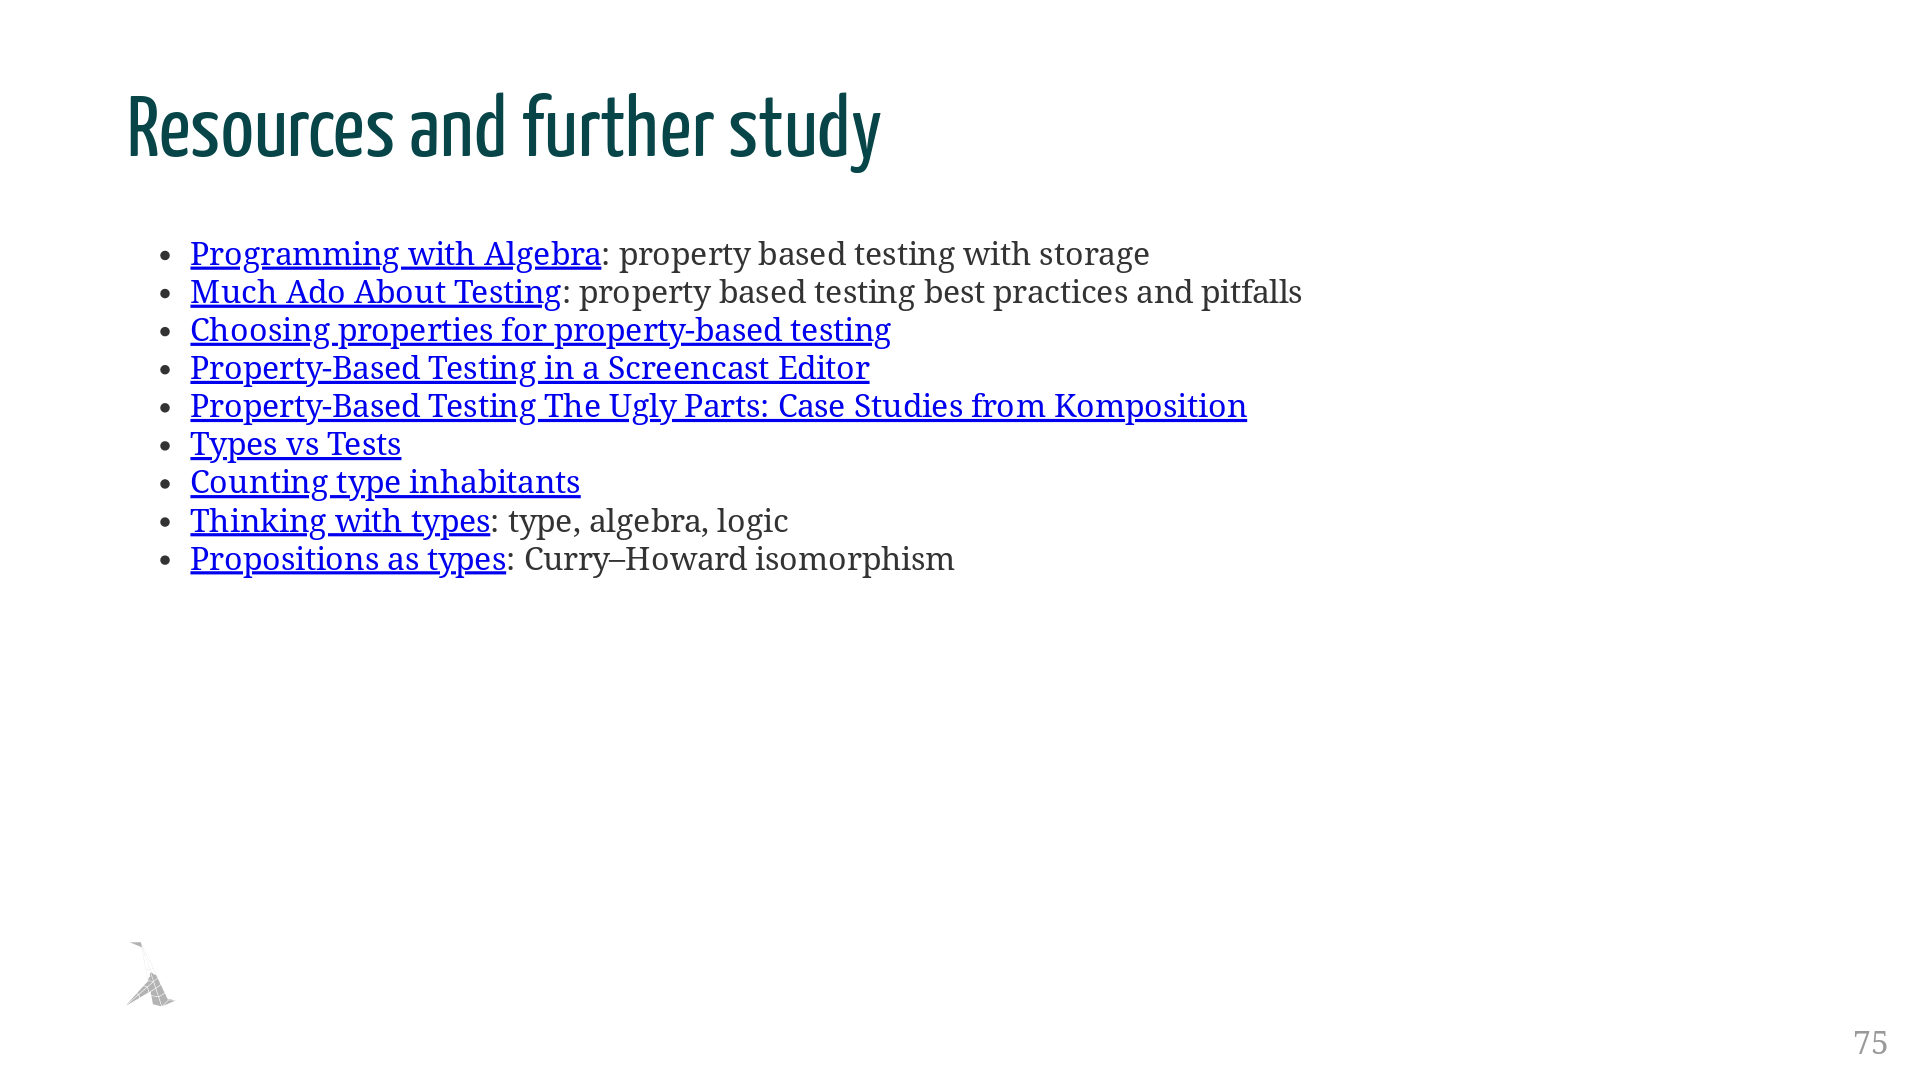 Resources and further study
• Programming with Algebra: property based testing with storage
• Much Ado About Testing: property based testing best practices and pitfalls
• Choosing properties for property-based testing
• Property-Based Testing in a Screencast Editor
• Property-Based Testing The Ugly Parts: Case Studies from Komposition
• Types vs Tests
• Counting type inhabitants
• Thinking with types: type, algebra, logic
• Propositions as types: Curry–Howard isomorphism
75